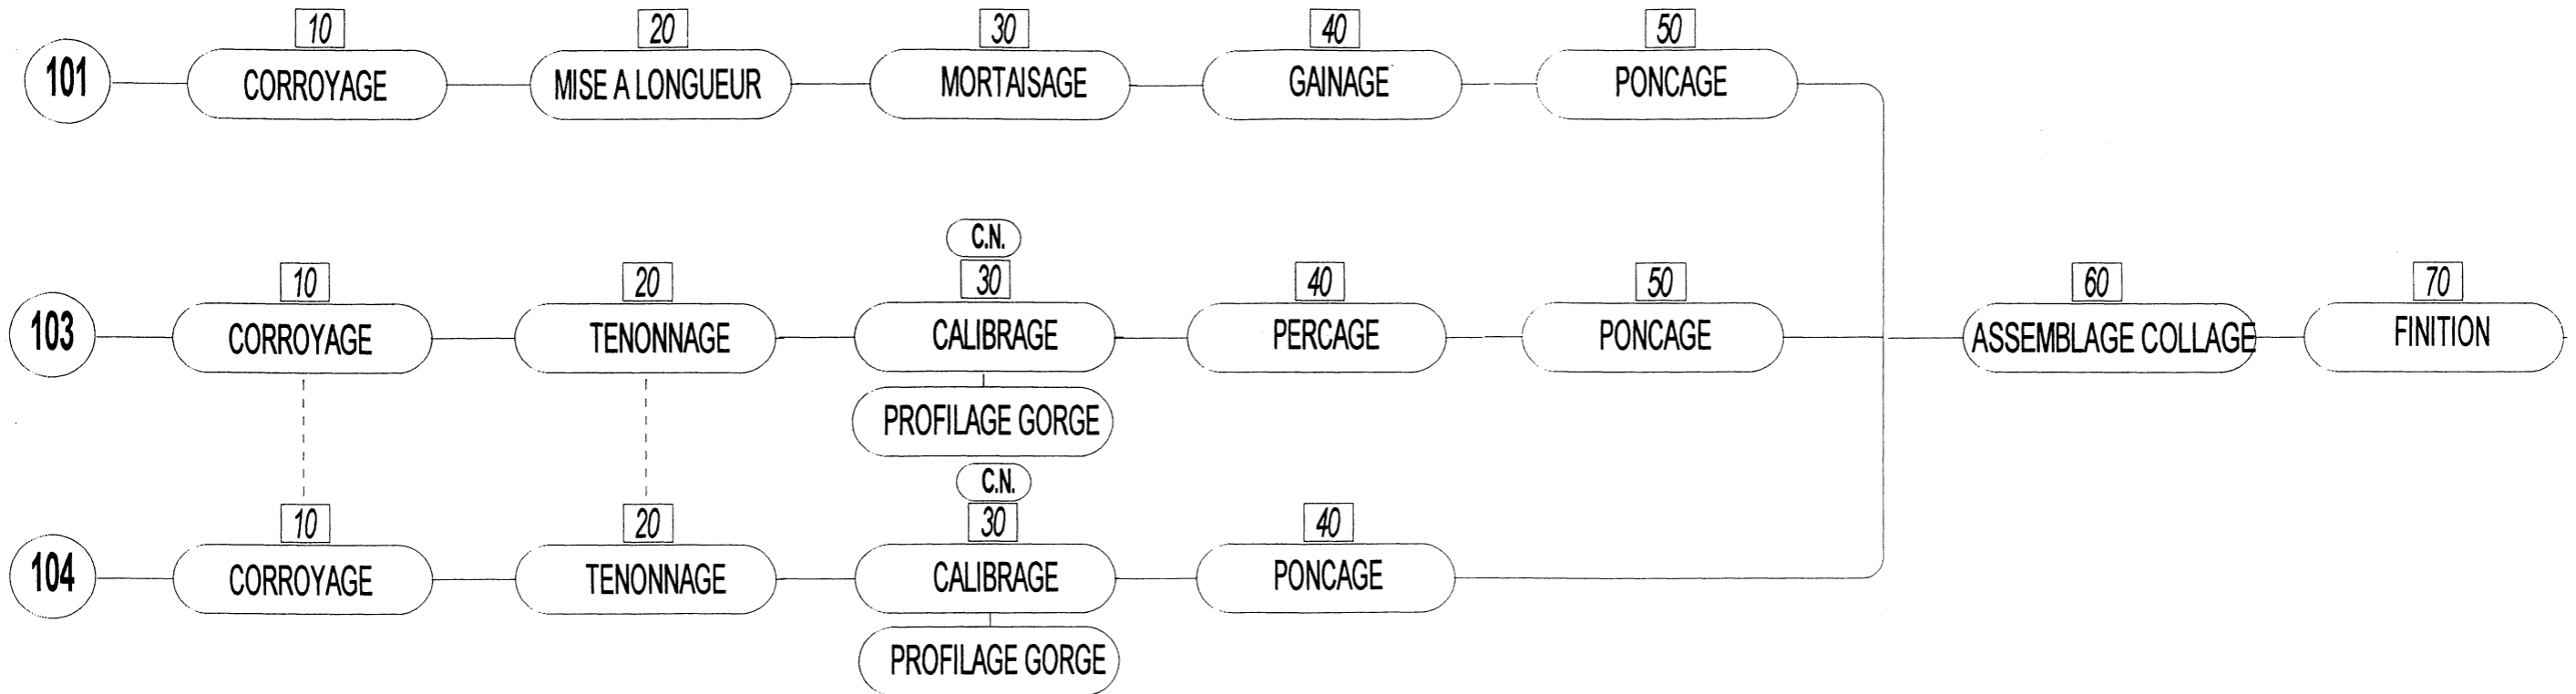 10 20 30 40 50
101 CORROYAGE MISE A LONGUEUR MORTAISAGE GAINAGE PONCAGE
C.N.
10 20 30 40 50 60 70
103 CORROYAGE TENONNAGE CALIBRAGE PERCAGE PONCAGE ASSEMBLAGE COLLAGE FINITION
PROFILAGE GORGE
C.N.
10 20 30 40
104 CORROYAGE TENONNAGE CALIBRAGE PONCAGE
PROFILAGE GORGE